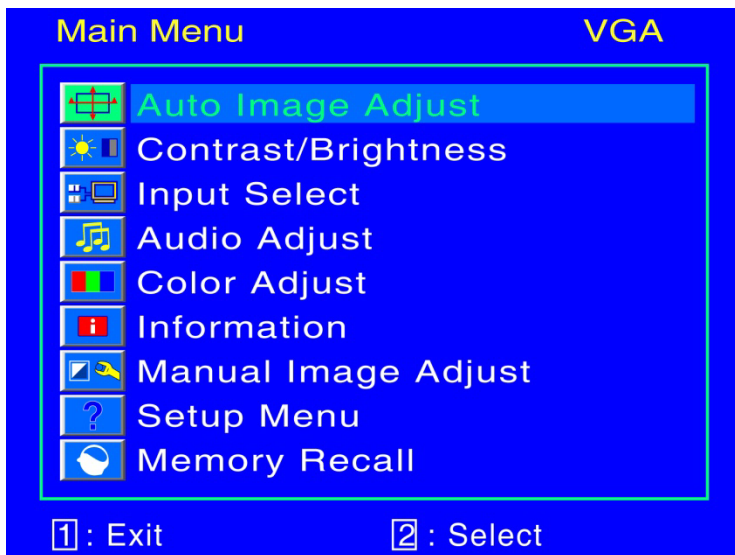 Main Menu VGA
Auto Image Adjust
Contrast/Brightness
Input Select
Audio Adjust
Color Adjust
i Information
Manual Image Adjust
? Setup Menu
Memory Recall
1 : Exit 2 : Select